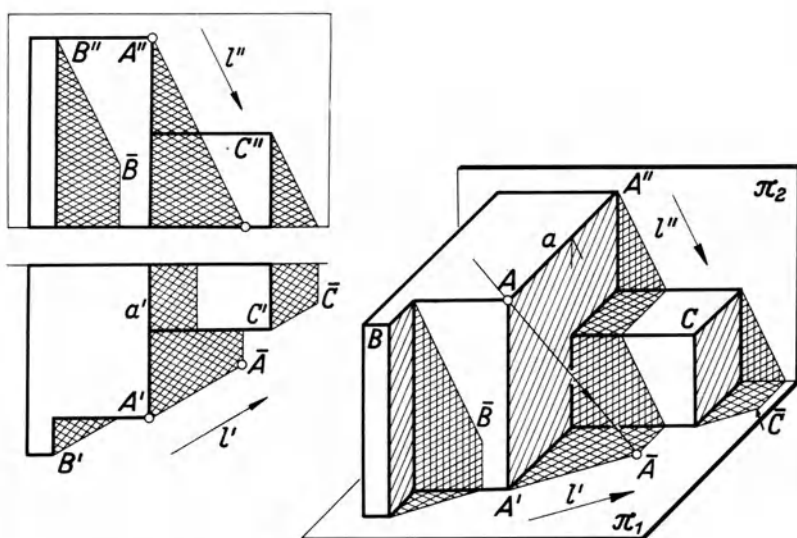 B″ A″ l″
B̄ C″
a′ C′ C̄
A′ Ā
B′ l′
A″ π₂
a l″
A
B C
B̄ C̄
A′ l′ Ā π₁